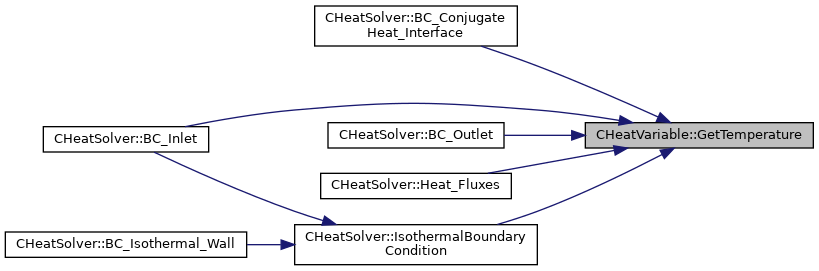 CHeatSolver::BC_Conjugate
Heat_Interface
CHeatVariable::GetTemperature
CHeatSolver::BC_Inlet
CHeatSolver::BC_Outlet
CHeatSolver::Heat_Fluxes
CHeatSolver::BC_Isothermal_Wall
CHeatSolver::IsothermalBoundary
Condition